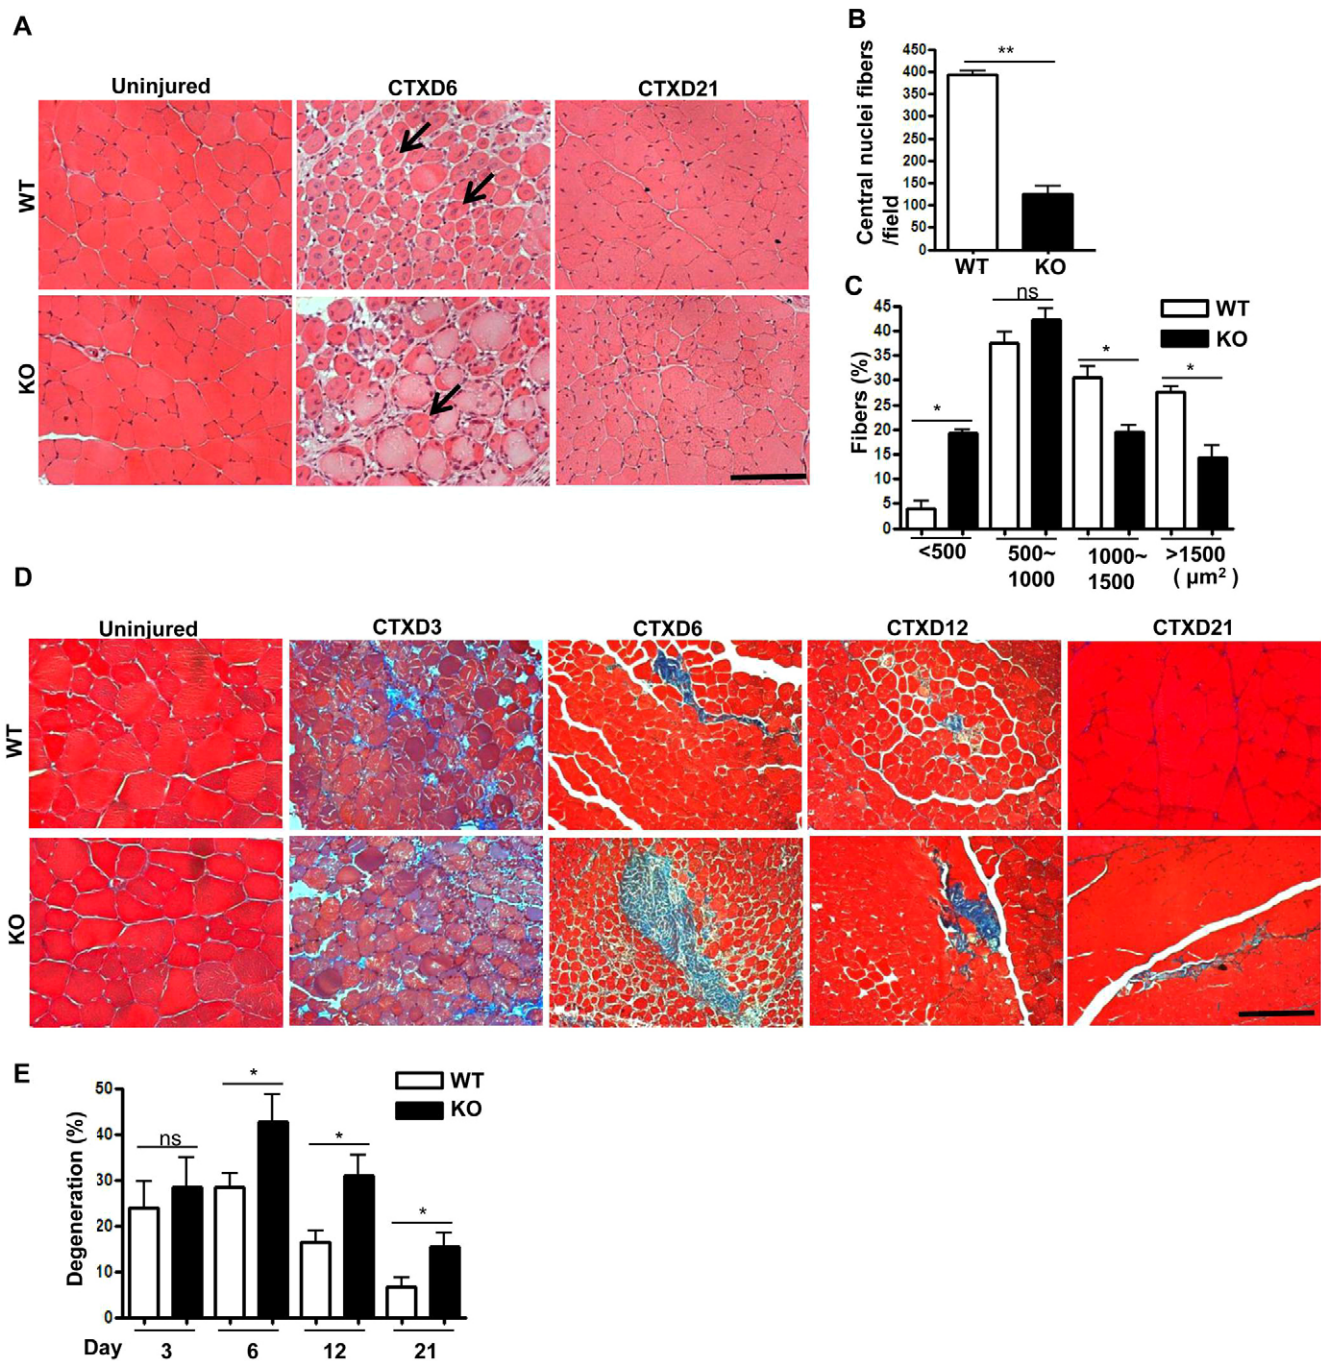 A
Uninjured
CTXD6
CTXD21
WT
KO
B
Central nuclei fibers
/field
450
400
350
300
250
200
150
100
50
0
**
WT
KO
C
Fibers (%)
45
40
35
30
25
20
15
10
5
0
*
ns
*
*
WT
KO
<500
500~
1000
1000~
1500
>1500
( µm² )
D
Uninjured
CTXD3
CTXD6
CTXD12
CTXD21
WT
KO
E
Degeneration (%)
50
40
30
20
10
0
ns
*
*
*
WT
KO
Day
3
6
12
21